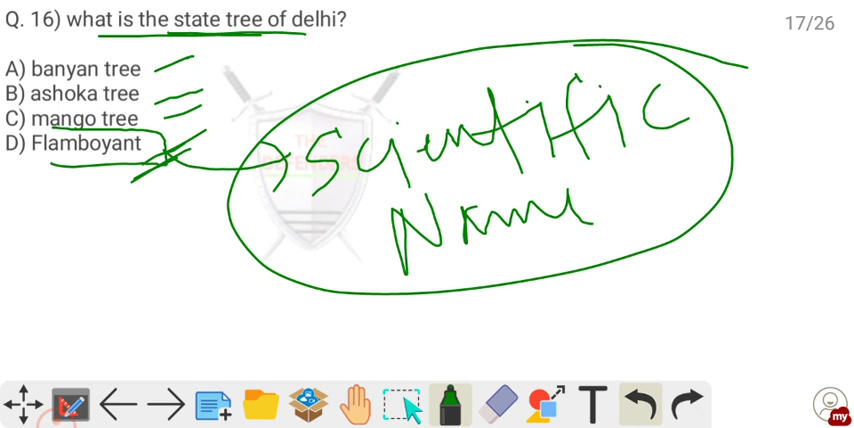 Q. 16) what is the state tree of delhi?
17/26
A) banyan tree
B) ashoka tree
C) mango tree
D) Flamboyant
Scientific
Name
T
my